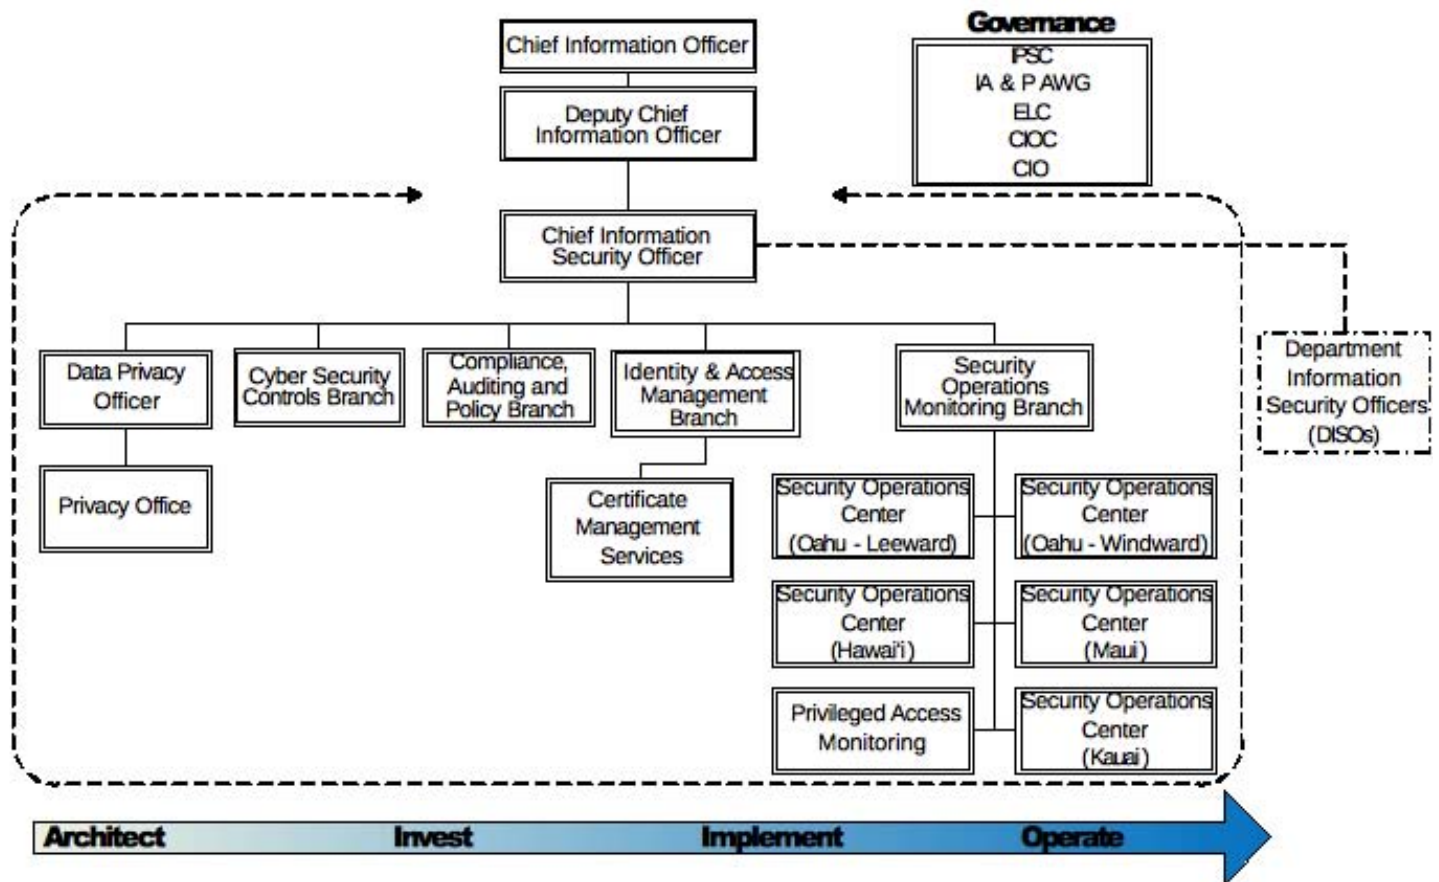 Chief Information Officer
Governance
IPSC
IA & P AWG
ELC
CIOC
CIO
Deputy Chief
Information Officer
Chief Information
Security Officer
Data Privacy
Officer
Cyber Security
Controls Branch
Compliance,
Auditing and
Policy Branch
Identity & Access
Management
Branch
Security
Operations
Monitoring Branch
Department
Information
Security Officers
(DISOs)
Privacy Office
Certificate
Management
Services
Security Operations
Center
(Oahu - Leeward)
Security Operations
Center
(Oahu - Windward)
Security Operations
Center
(Hawai'i)
Security Operations
Center
(Maui)
Privileged Access
Monitoring
Security Operations
Center
(Kauai)
Architect
Invest
Implement
Operate